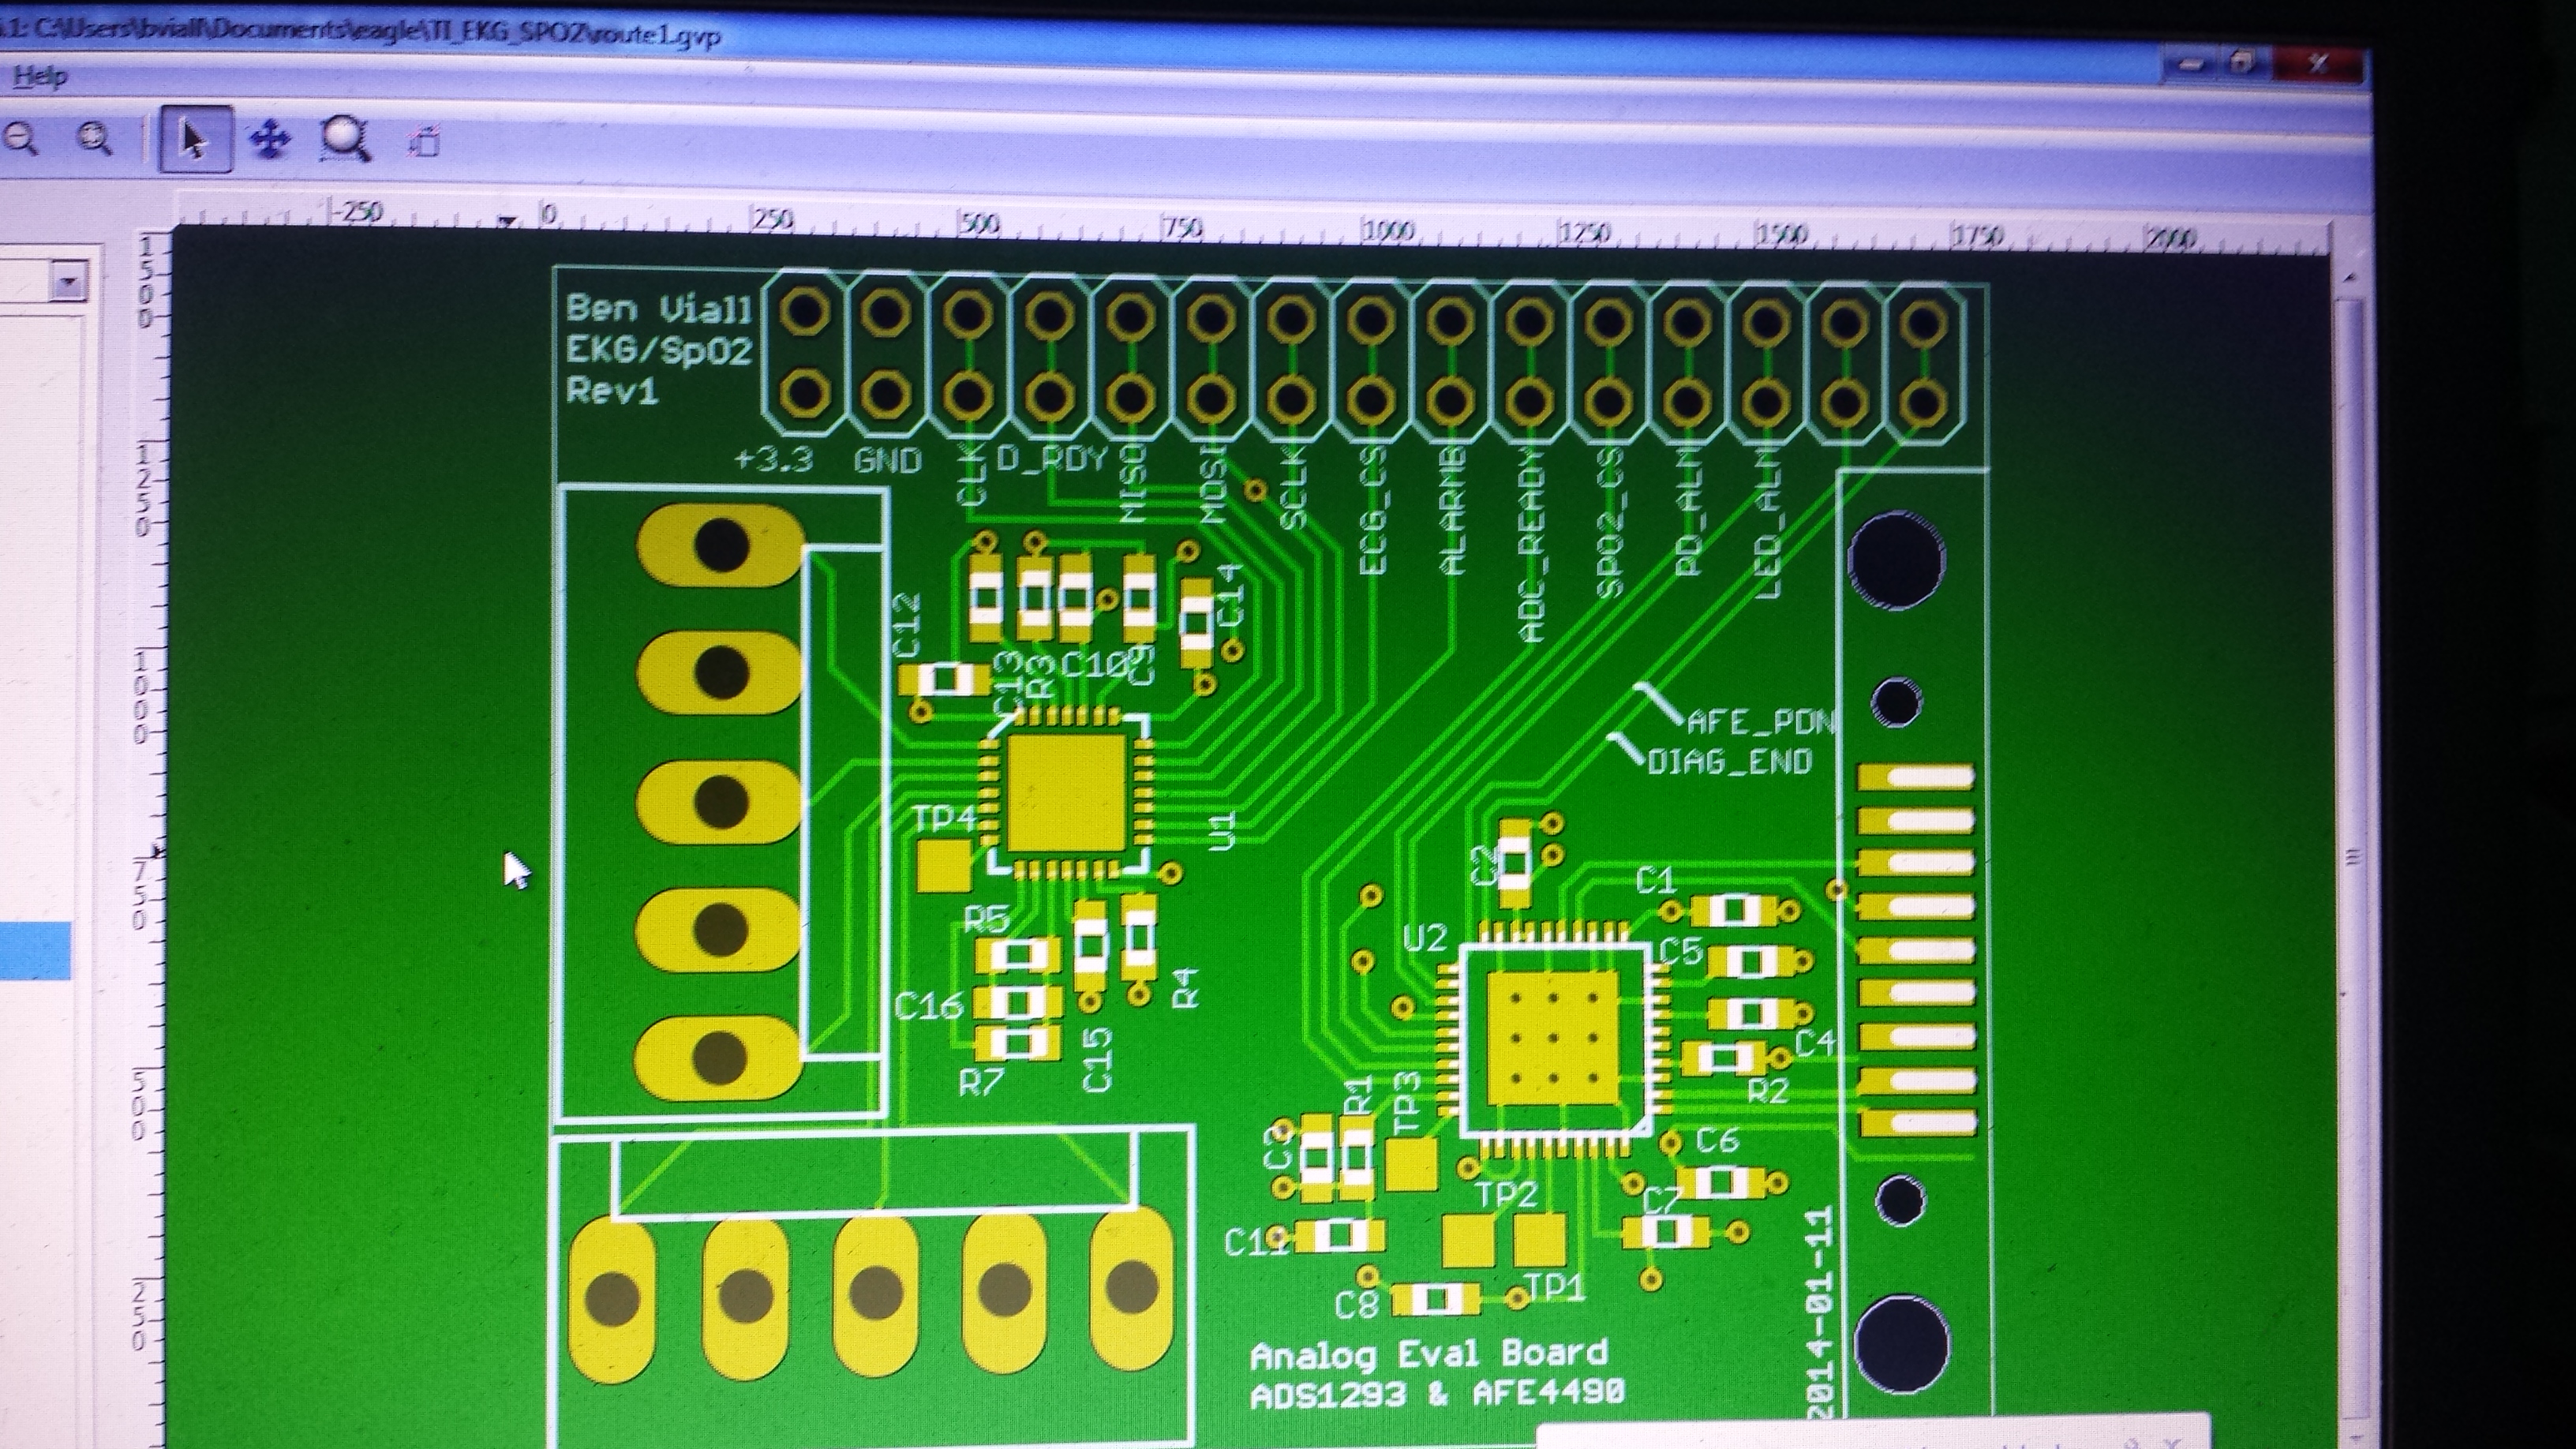 .1: C:\Users\bviall\Documents\eagle\TI_EKG_SPO2\route1.gvp
Help
-250 0 250 500 750 1000 1250 1500 1750 2000
1500
1250
1000
750
500
250
Ben Viall
EKG/SpO2
Rev1
+3.3 GND CLK D_RDY MISO MOSI SCLK ECG_CS ALARMB ADC_READY SPO2_CS PD_ALM LED_ALM
C12 C13 R3 C10 C9 C14
AFE_PDN
DIAG_END
TP4 U1
C2 C1
R5 U2 C5
C16 R4
C15 C4
R7 R2
R1 TP3
C3 C6
TP2 C7
C11
C8 TP1
2014-01-11
Analog Eval Board
ADS1293 & AFE4490